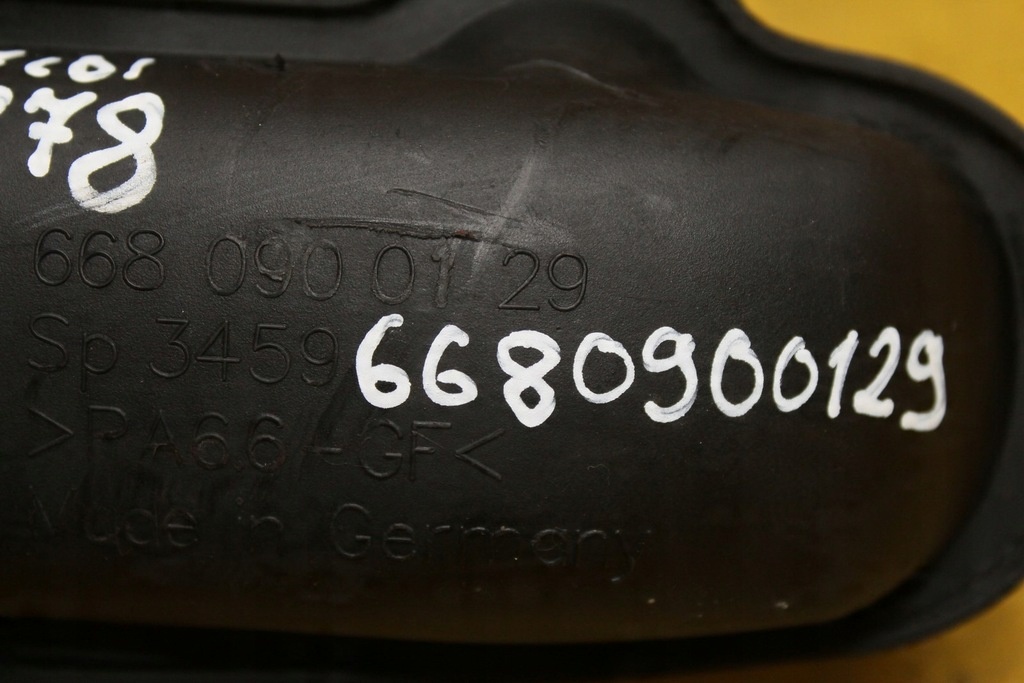 78
668 090 01 29
Sp 3459
6680900129
>PA66-GF<
Made in Germany